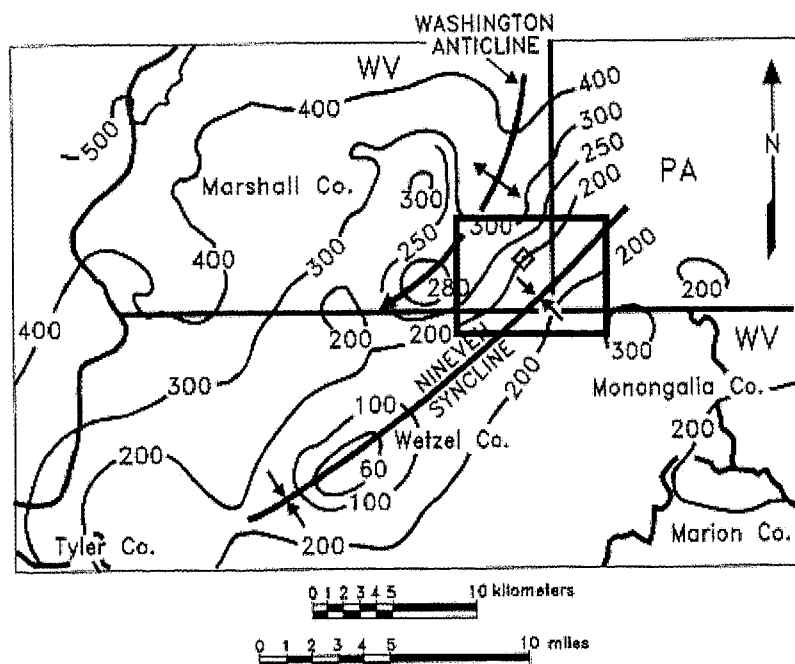 WASHINGTON
ANTICLINE
WV
400
400
500
300
250
200
PA
N
Marshall Co.
300
300
250
300
400
280
200
400
200
200
200
300
WV
NINEVEH
SYNCLINE
200
Monongalia Co.
300
100
Wetzel Co.
60
100
200
200
200
Tyler Co.
Marion Co.
0 1 2 3 4 5 10 kilometers
0 1 2 3 4 5 10 miles